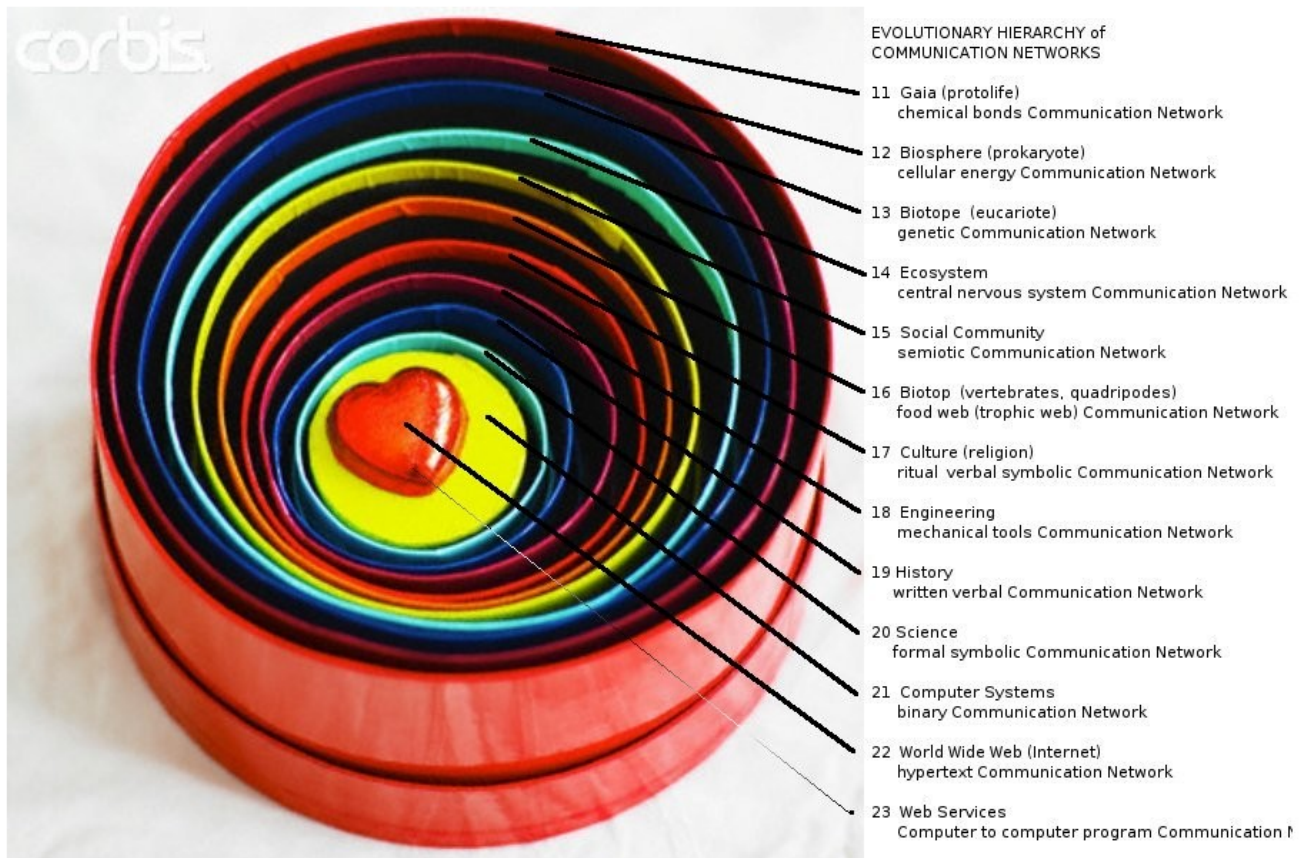 corbis.
EVOLUTIONARY HIERARCHY of
COMMUNICATION NETWORKS
11 Gaia (protolife)
chemical bonds Communication Network
12 Biosphere (prokaryote)
cellular energy Communication Network
13 Biotope (eucariote)
genetic Communication Network
14 Ecosystem
central nervous system Communication Network
15 Social Community
semiotic Communication Network
16 Biotop (vertebrates, quadripodes)
food web (trophic web) Communication Network
17 Culture (religion)
ritual verbal symbolic Communication Network
18 Engineering
mechanical tools Communication Network
19 History
written verbal Communication Network
20 Science
formal symbolic Communication Network
21 Computer Systems
binary Communication Network
22 World Wide Web (Internet)
hypertext Communication Network
23 Web Services
Computer to computer program Communication